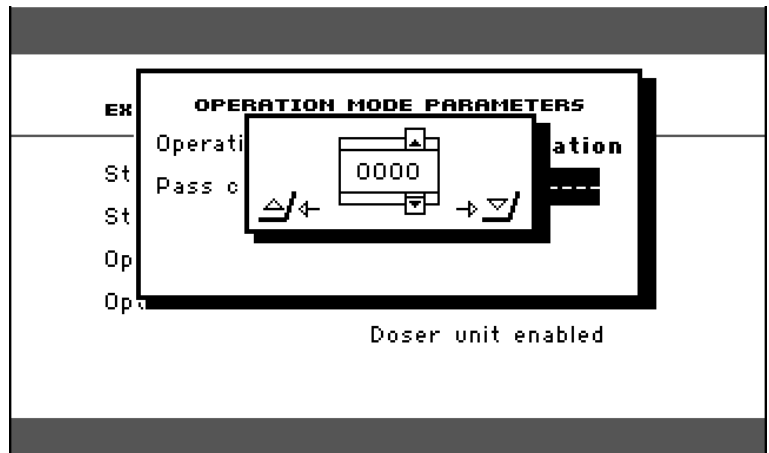 EX
OPERATION MODE PARAMETERS
Operati
ation
0000
St
Pass c
----
St
Op
Op
Doser unit enabled